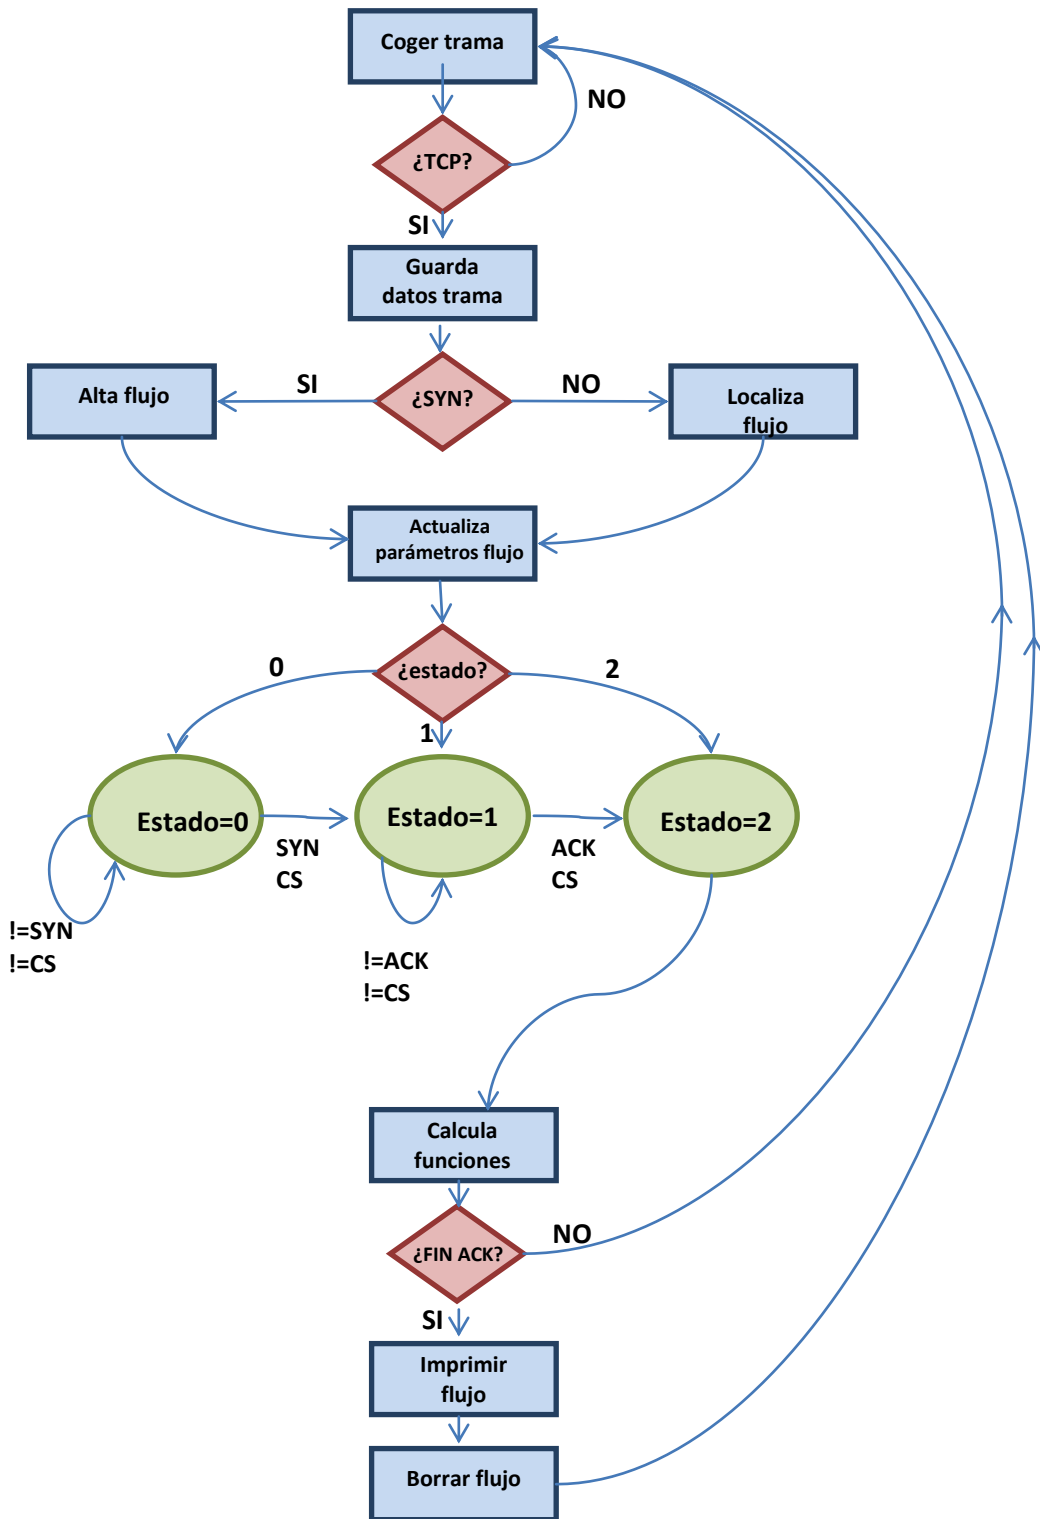 Coger trama
NO
¿TCP?
SI
Guarda
datos trama
Alta flujo
SI
¿SYN?
NO
Localiza
flujo
Actualiza
parámetros flujo
0
¿estado?
2
1
Estado=0
Estado=1
Estado=2
SYN
CS
ACK
CS
!=SYN
!=CS
!=ACK
!=CS
Calcula
funciones
¿FIN ACK?
NO
SI
Imprimir
flujo
Borrar flujo